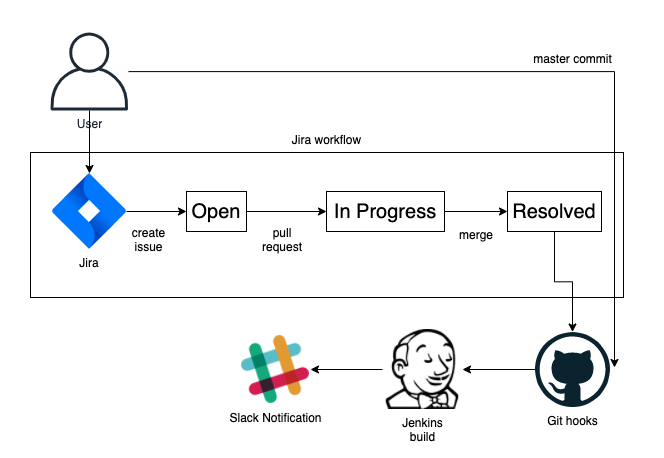 master commit
User
Jira workflow
Open
In Progress
Resolved
create
issue
pull
request
merge
Jira
Slack Notification
Jenkins
build
Git hooks